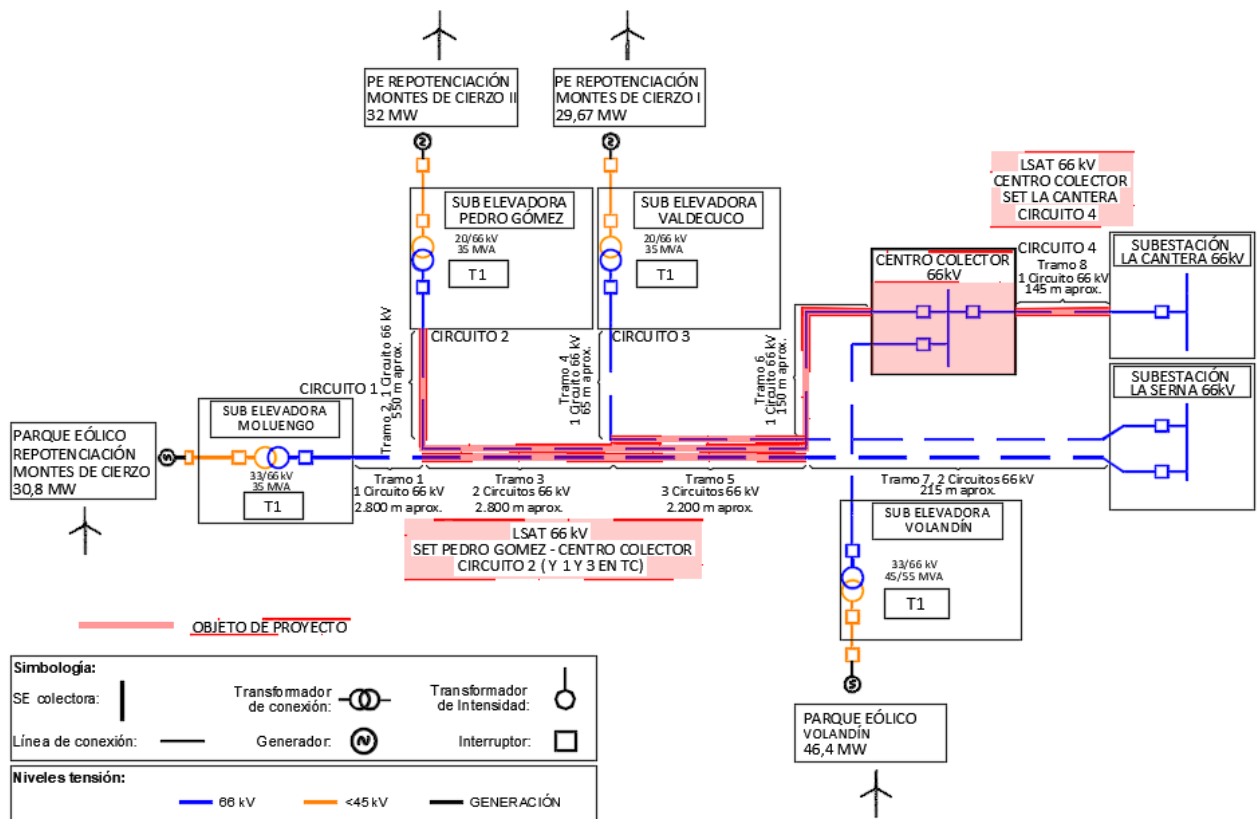 PE REPOTENCIACIÓN
MONTES DE CIERZO II
32 MW
PE REPOTENCIACIÓN
MONTES DE CIERZO I
29,67 MW
SUB ELEVADORA
PEDRO GÓMEZ
20/66 kV
35 MVA
T1
SUB ELEVADORA
VALDECUCO
20/66 kV
35 MVA
T1
LSAT 66 kV
CENTRO COLECTOR
SET LA CANTERA
CIRCUITO 4
CENTRO COLECTOR
66kV
CIRCUITO 4
Tramo 8
1 Circuito 66 kV
145 m aprox.
SUBESTACIÓN
LA CANTERA 66kV
SUBESTACIÓN
LA SERNA 66kV
CIRCUITO 2
CIRCUITO 3
Tramo 2, 1 Circuito 66 kV
550 m aprox.
Tramo 4
1 Circuito 66 kV
65 m aprox.
Tramo 6
1 Circuito 66 kV
150 m aprox.
CIRCUITO 1
PARQUE EÓLICO
REPOTENCIACIÓN
MONTES DE CIERZO
30,8 MW
SUB ELEVADORA
MOLUENGO
33/66 kV
35 MVA
T1
Tramo 1
1 Circuito 66 kV
2.800 m aprox.
Tramo 3
2 Circuitos 66 kV
2.800 m aprox.
Tramo 5
3 Circuitos 66 kV
2.200 m aprox.
Tramo 7, 2 Circuitos 66 kV
215 m aprox.
LSAT 66 kV
SET PEDRO GOMEZ - CENTRO COLECTOR
CIRCUITO 2 ( Y 1 Y 3 EN TC)
SUB ELEVADORA
VOLANDÍN
33/66 kV
45/55 MVA
T1
PARQUE EÓLICO
VOLANDÍN
46,4 MW
OBJETO DE PROYECTO
Simbología:
SE colectora:
Transformador
de conexión:
Transformador
de Intensidad:
Línea de conexión:
Generador:
Interruptor:
Niveles tensión:
66 kV
<45 kV
GENERACIÓN